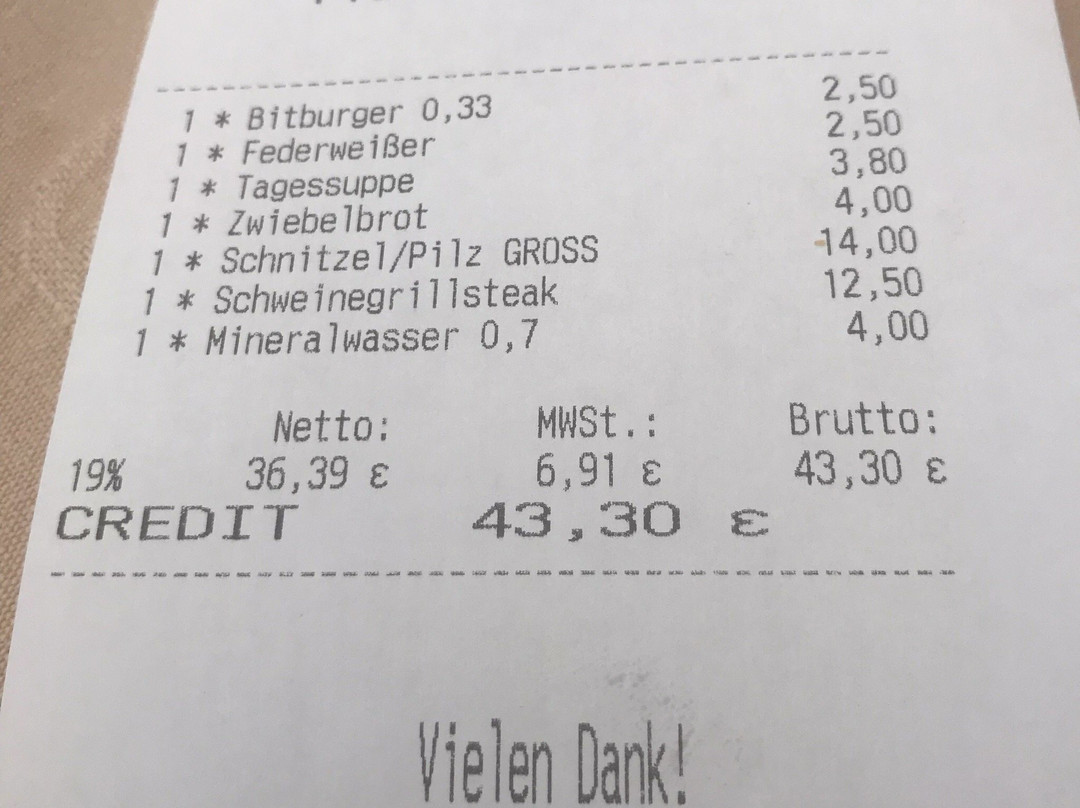 1 * Bitburger 0,33 2,50
1 * Federweißer 2,50
1 * Tagessuppe 3,80
1 * Zwiebelbrot 4,00
1 * Schnitzel/Pilz GROSS 14,00
1 * Schweinegrillsteak 12,50
1 * Mineralwasser 0,7 4,00
Netto: MWSt.: Brutto:
19% 36,39 € 6,91 € 43,30 €
CREDIT 43,30 €
Vielen Dank!